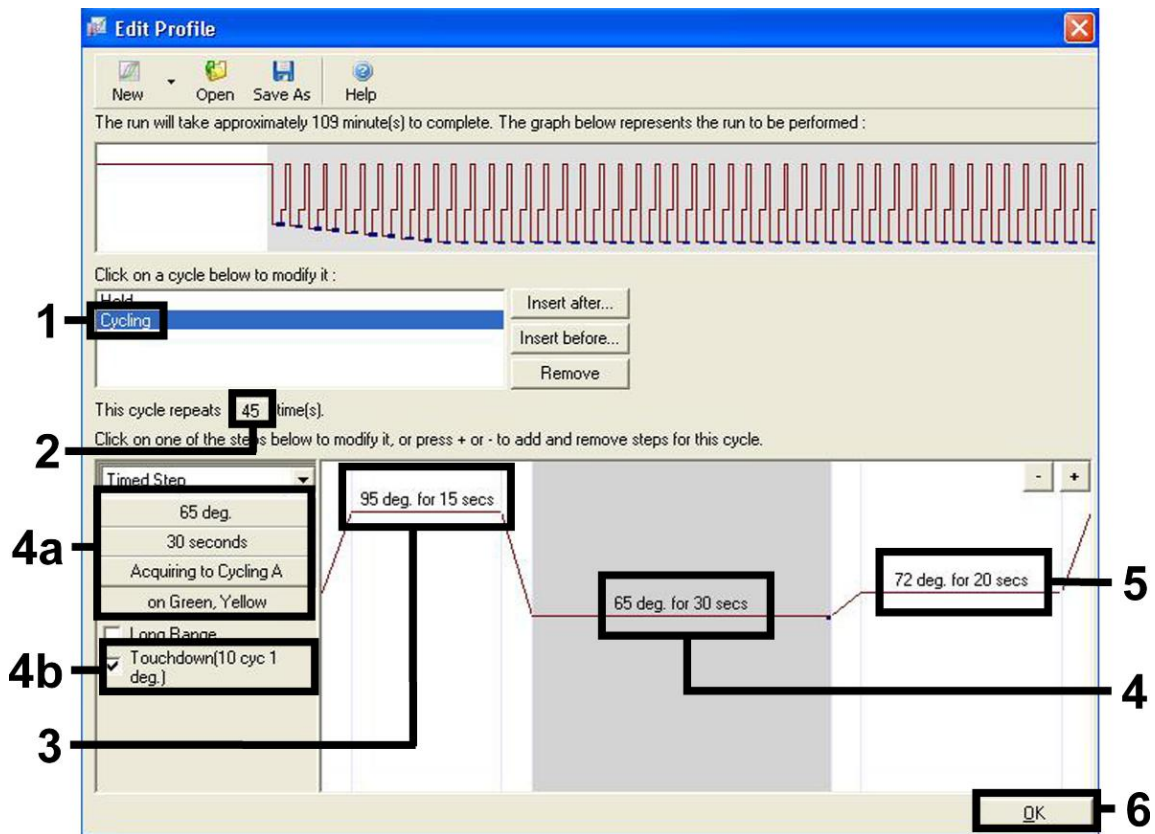 Edit Profile
New Open Save As Help
The run will take approximately 109 minute(s) to complete. The graph below represents the run to be performed :
Click on a cycle below to modify it :
Hold
1 Cycling
Insert after...
Insert before...
Remove
This cycle repeats 45 time(s).
2
Click on one of the steps below to modify it, or press + or - to add and remove steps for this cycle.
Timed Step
- +
4a
65 deg.
30 seconds
Acquiring to Cycling A
on Green, Yellow
Long Range
4b
Touchdown(10 cyc 1
deg.)
95 deg. for 15 secs
3
65 deg. for 30 secs
4
72 deg. for 20 secs
5
OK
6